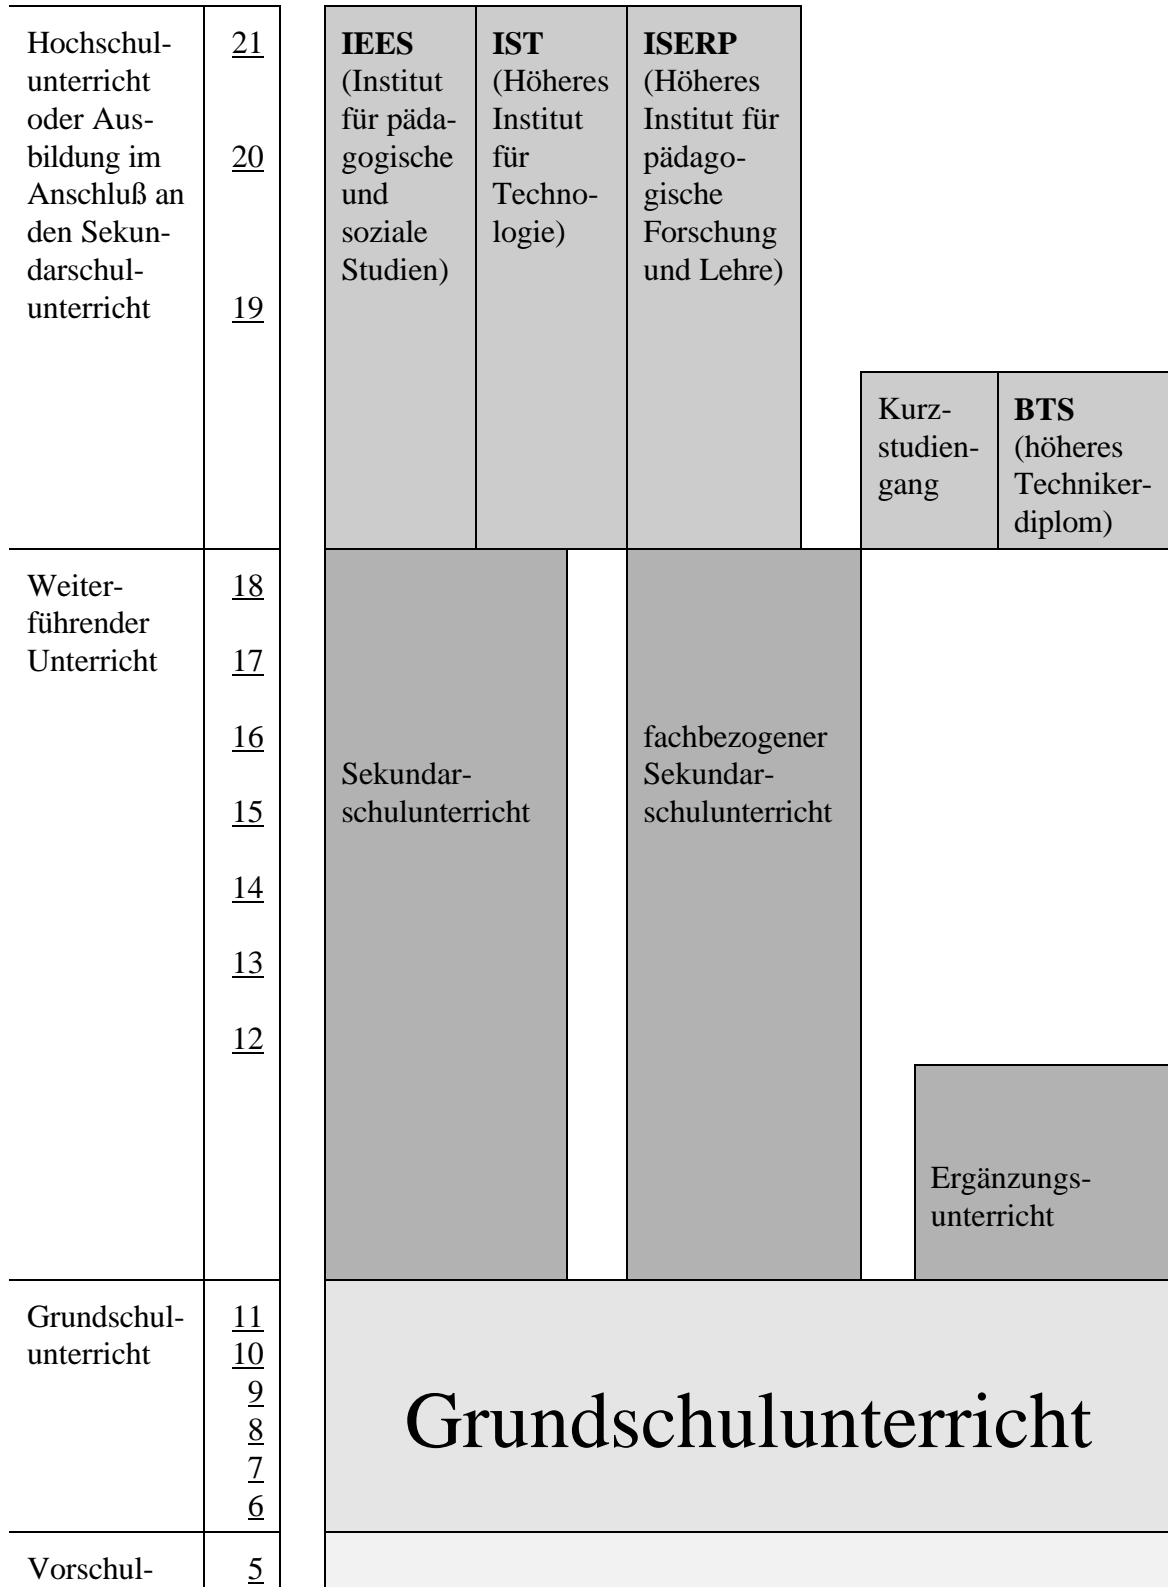 Hochschul-
unterricht
oder Aus-
bildung im
Anschluß an
den Sekun-
darschul-
unterricht
21
20
19
IEES
(Institut
für päda-
gogische
und
soziale
Studien)
IST
(Höheres
Institut
für
Techno-
logie)
ISERP
(Höheres
Institut für
pädago-
gische
Forschung
und Lehre)
Kurz-
studien-
gang
BTS
(höheres
Techniker-
diplom)
Weiter-
führender
Unterricht
18
17
16
15
14
13
12
Sekundar-
schulunterricht
fachbezogener
Sekundar-
schulunterricht
Ergänzungs-
unterricht
Grundschul-
unterricht
11
10
9
8
7
6
Grundschulunterricht
Vorschul-
5